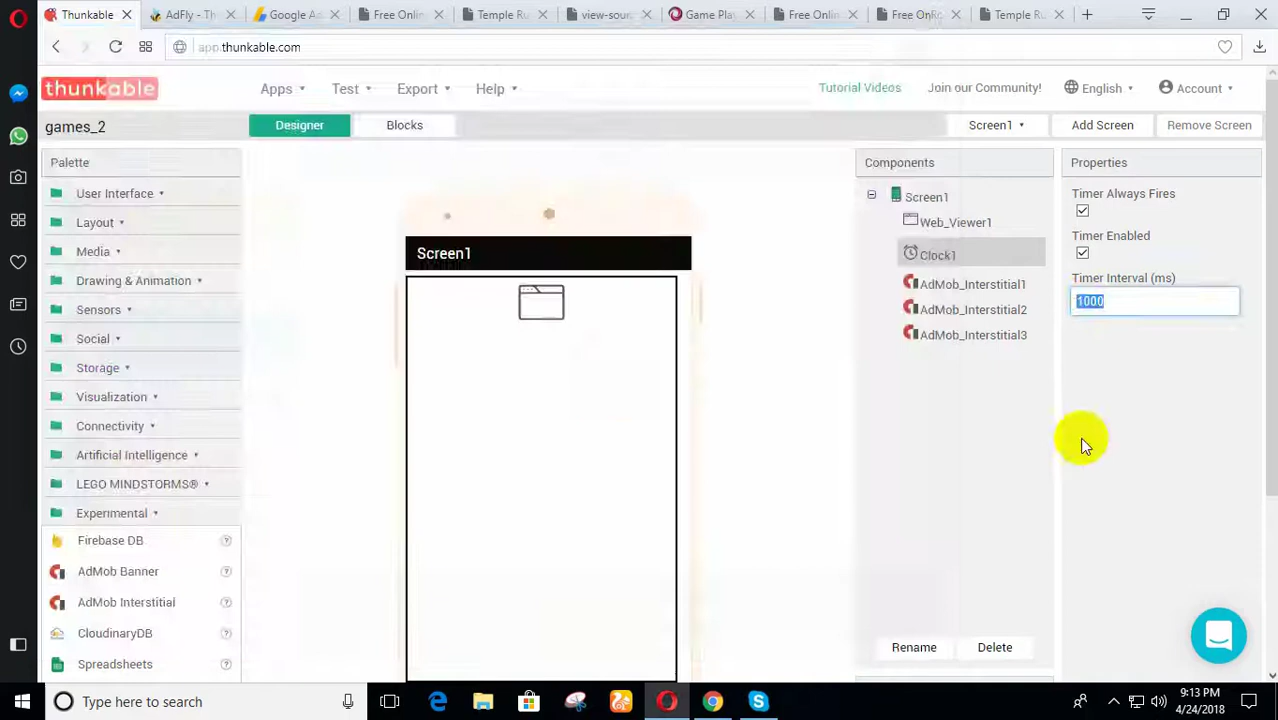 Thunkable
AdFly - Th
Google Ad
Free Onlin
Temple Ru
view-sour
Game Play
Free Onlin
Free OnRo
Temple Ru
app.thunkable.com
thunkable
Apps
Test
Export
Help
Tutorial Videos
Join our Community!
English
Account
games_2
Designer
Blocks
Screen1
Add Screen
Remove Screen
Palette
User Interface
Layout
Media
Drawing & Animation
Sensors
Social
Storage
Visualization
Connectivity
Artificial Intelligence
LEGO MINDSTORMS®
Experimental
Firebase DB
AdMob Banner
AdMob Interstitial
CloudinaryDB
Spreadsheets
Screen1
Components
Screen1
Web_Viewer1
Clock1
AdMob_Interstitial1
AdMob_Interstitial2
AdMob_Interstitial3
Rename
Delete
Properties
Timer Always Fires
Timer Enabled
Timer Interval (ms)
1000
Type here to search
9:13 PM
4/24/2018